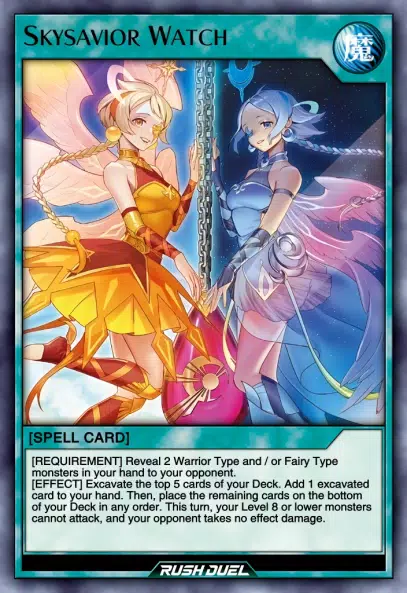 SKYSAVIOR WATCH
魔
[SPELL CARD]
[REQUIREMENT] Reveal 2 Warrior Type and / or Fairy Type
monsters in your hand to your opponent.
[EFFECT] Excavate the top 5 cards of your Deck. Add 1 excavated
card to your hand. Then, place the remaining cards on the bottom
of your Deck in any order. This turn, your Level 8 or lower monsters
cannot attack, and your opponent takes no effect damage.
RUSH DUEL